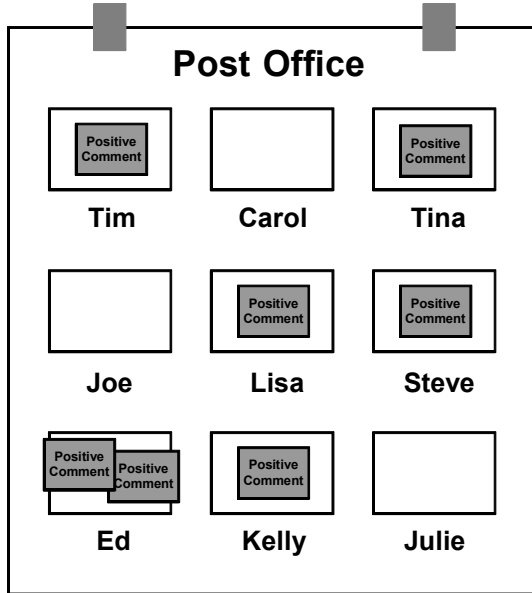 Post Office
Positive
Comment
Positive
Comment
Tim
Carol
Tina
Positive
Comment
Positive
Comment
Joe
Lisa
Steve
Positive
Comment
Positive
Comment
Positive
Comment
Ed
Kelly
Julie